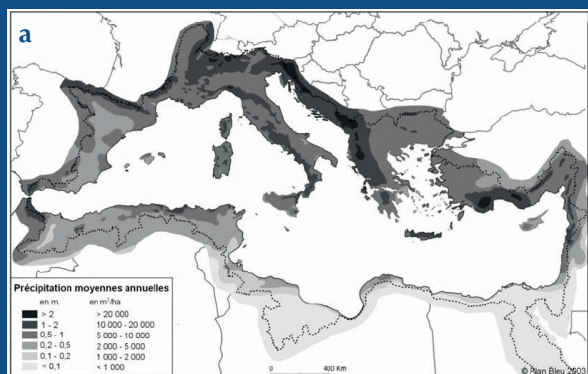 a
Précipitation moyennes annuelles
en m. en m³/ha
> 2 > 20 000
1 - 2 10 000 - 20 000
0,5 - 1 5 000 - 10 000
0,2 - 0,5 2 000 - 5 000
0,1 - 0,2 1 000 - 2 000
< 0,1 < 1 000
0 400 Km
© Plan Bleu 2003